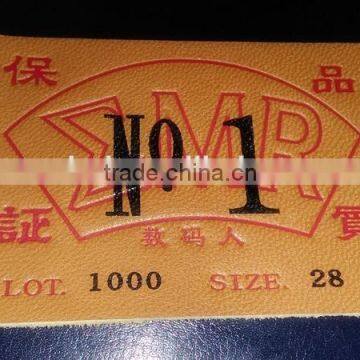 保 品
ΣMR
№ 1
証 質
数码人
LOT. 1000 SIZE. 28
trade.china.cn